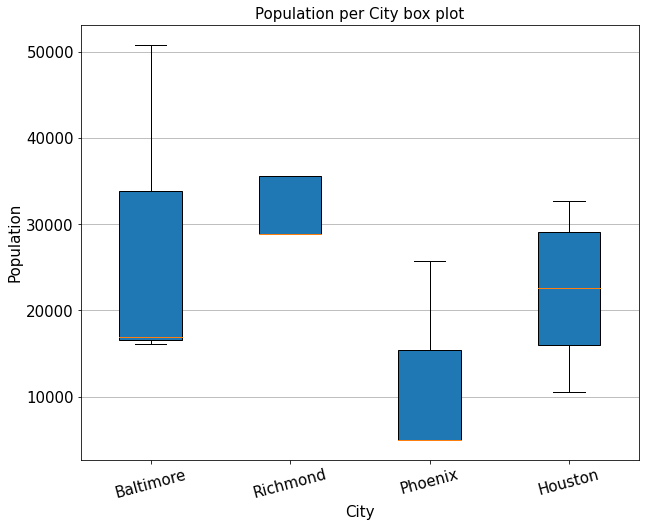 Population per City box plot
50000
40000
30000
20000
10000
Population
Baltimore
Richmond
Phoenix
Houston
City